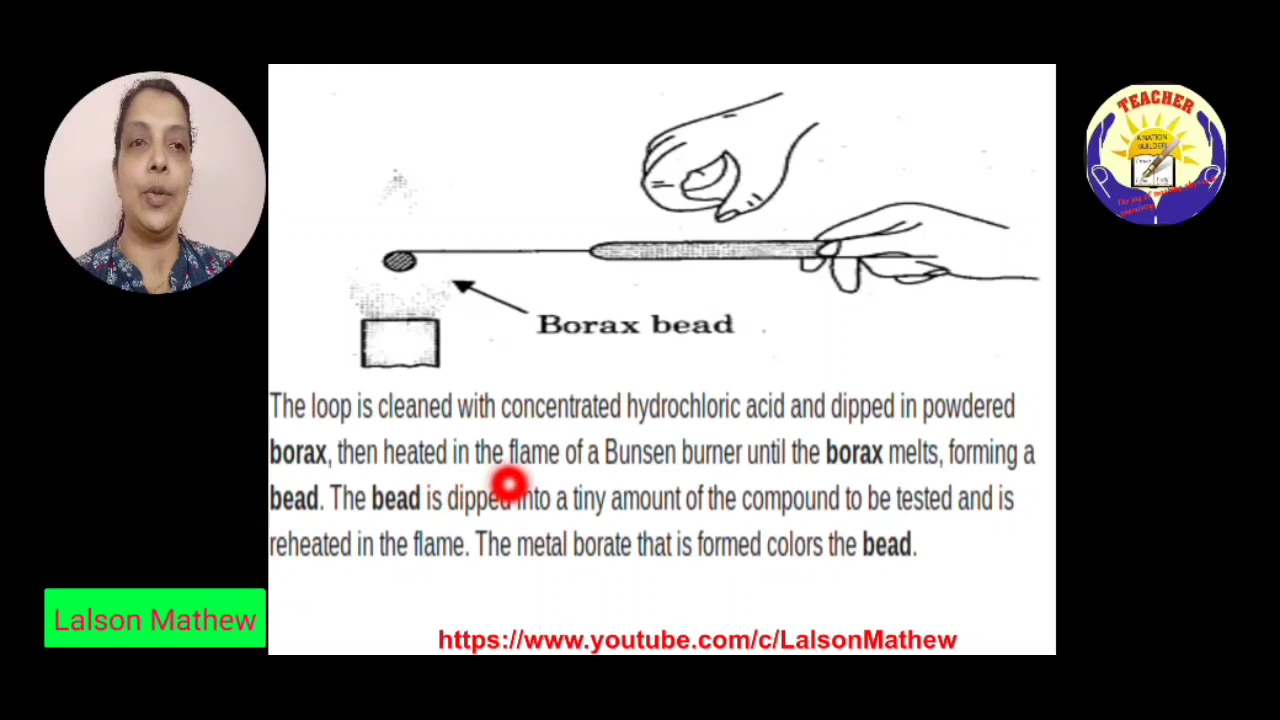 TEACHER
A NATION
BUILDER
Borax bead
The loop is cleaned with concentrated hydrochloric acid and dipped in powdered
borax, then heated in the flame of a Bunsen burner until the borax melts, forming a
bead. The bead is dipped into a tiny amount of the compound to be tested and is
reheated in the flame. The metal borate that is formed colors the bead.
Lalson Mathew
https://www.youtube.com/c/LalsonMathew